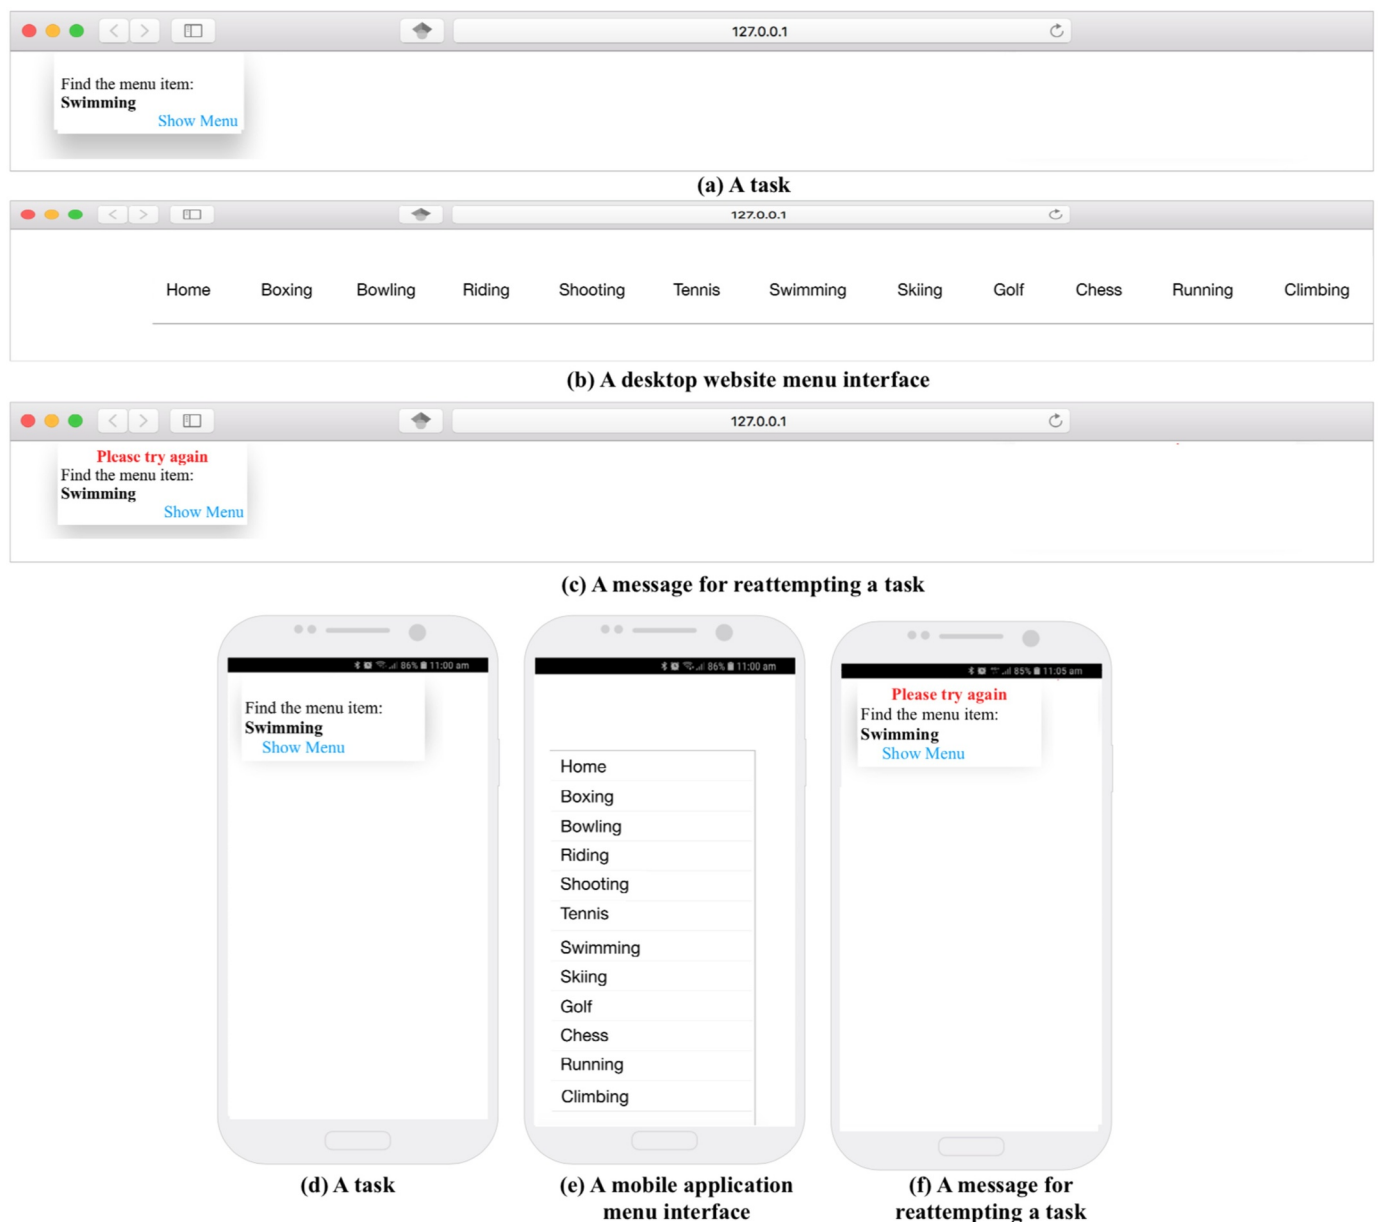 127.0.0.1
Find the menu item:
Swimming
Show Menu
(a) A task
127.0.0.1
Home Boxing Bowling Riding Shooting Tennis Swimming Skiing Golf Chess Running Climbing
(b) A desktop website menu interface
127.0.0.1
Please try again
Find the menu item:
Swimming
Show Menu
(c) A message for reattempting a task
86% 11:00 am
Find the menu item:
Swimming
Show Menu
(d) A task
86% 11:00 am
Home
Boxing
Bowling
Riding
Shooting
Tennis
Swimming
Skiing
Golf
Chess
Running
Climbing
(e) A mobile application
menu interface
85% 11:05 am
Please try again
Find the menu item:
Swimming
Show Menu
(f) A message for
reattempting a task